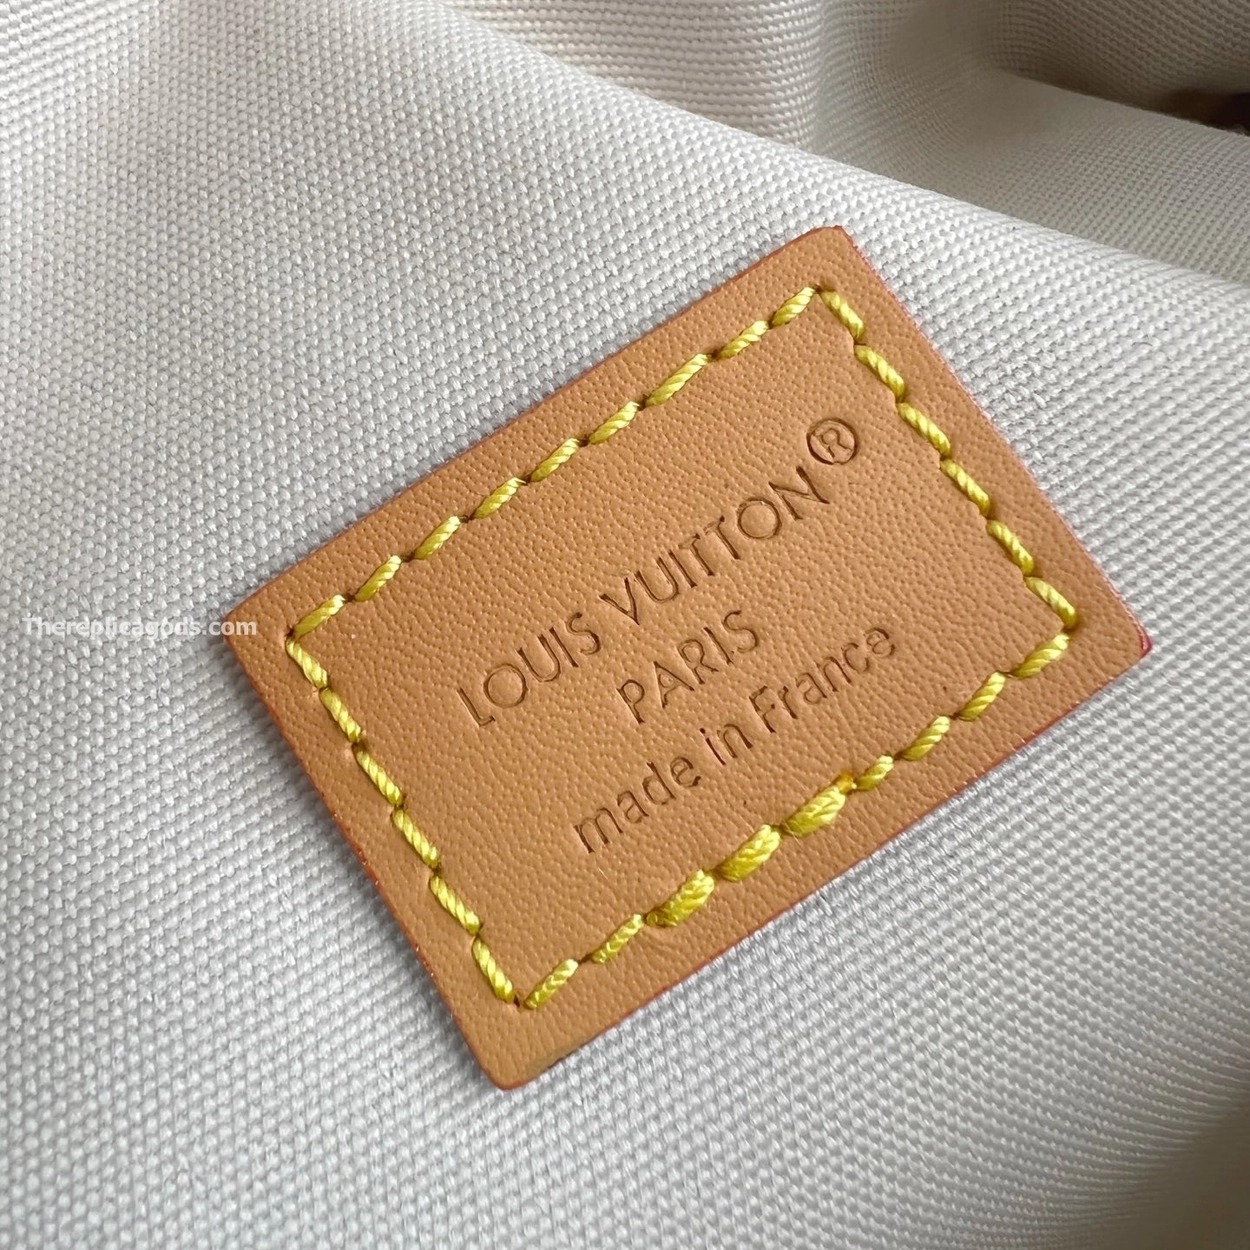 Thereplicagods.com
LOUIS VUITTON®
PARIS
made in France